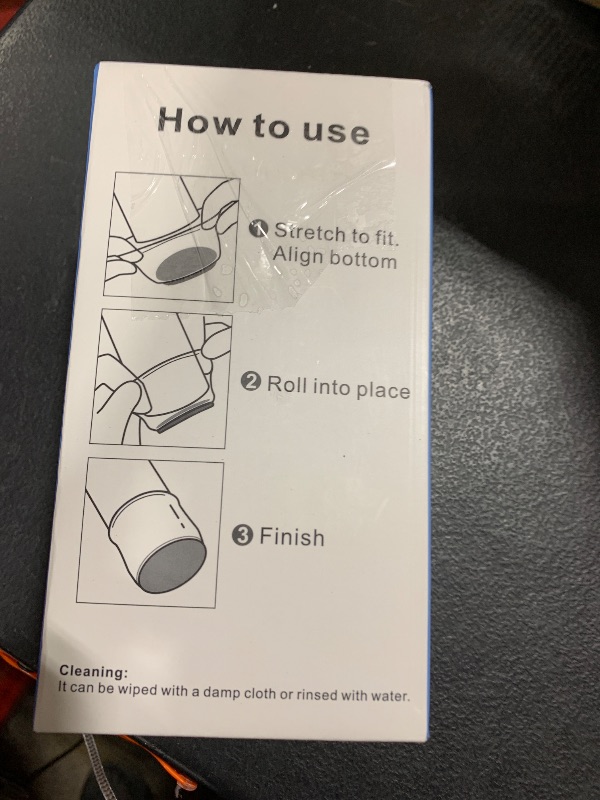 How to use
1 Stretch to fit.
Align bottom
2 Roll into place
3 Finish
Cleaning:
It can be wiped with a damp cloth or rinsed with water.